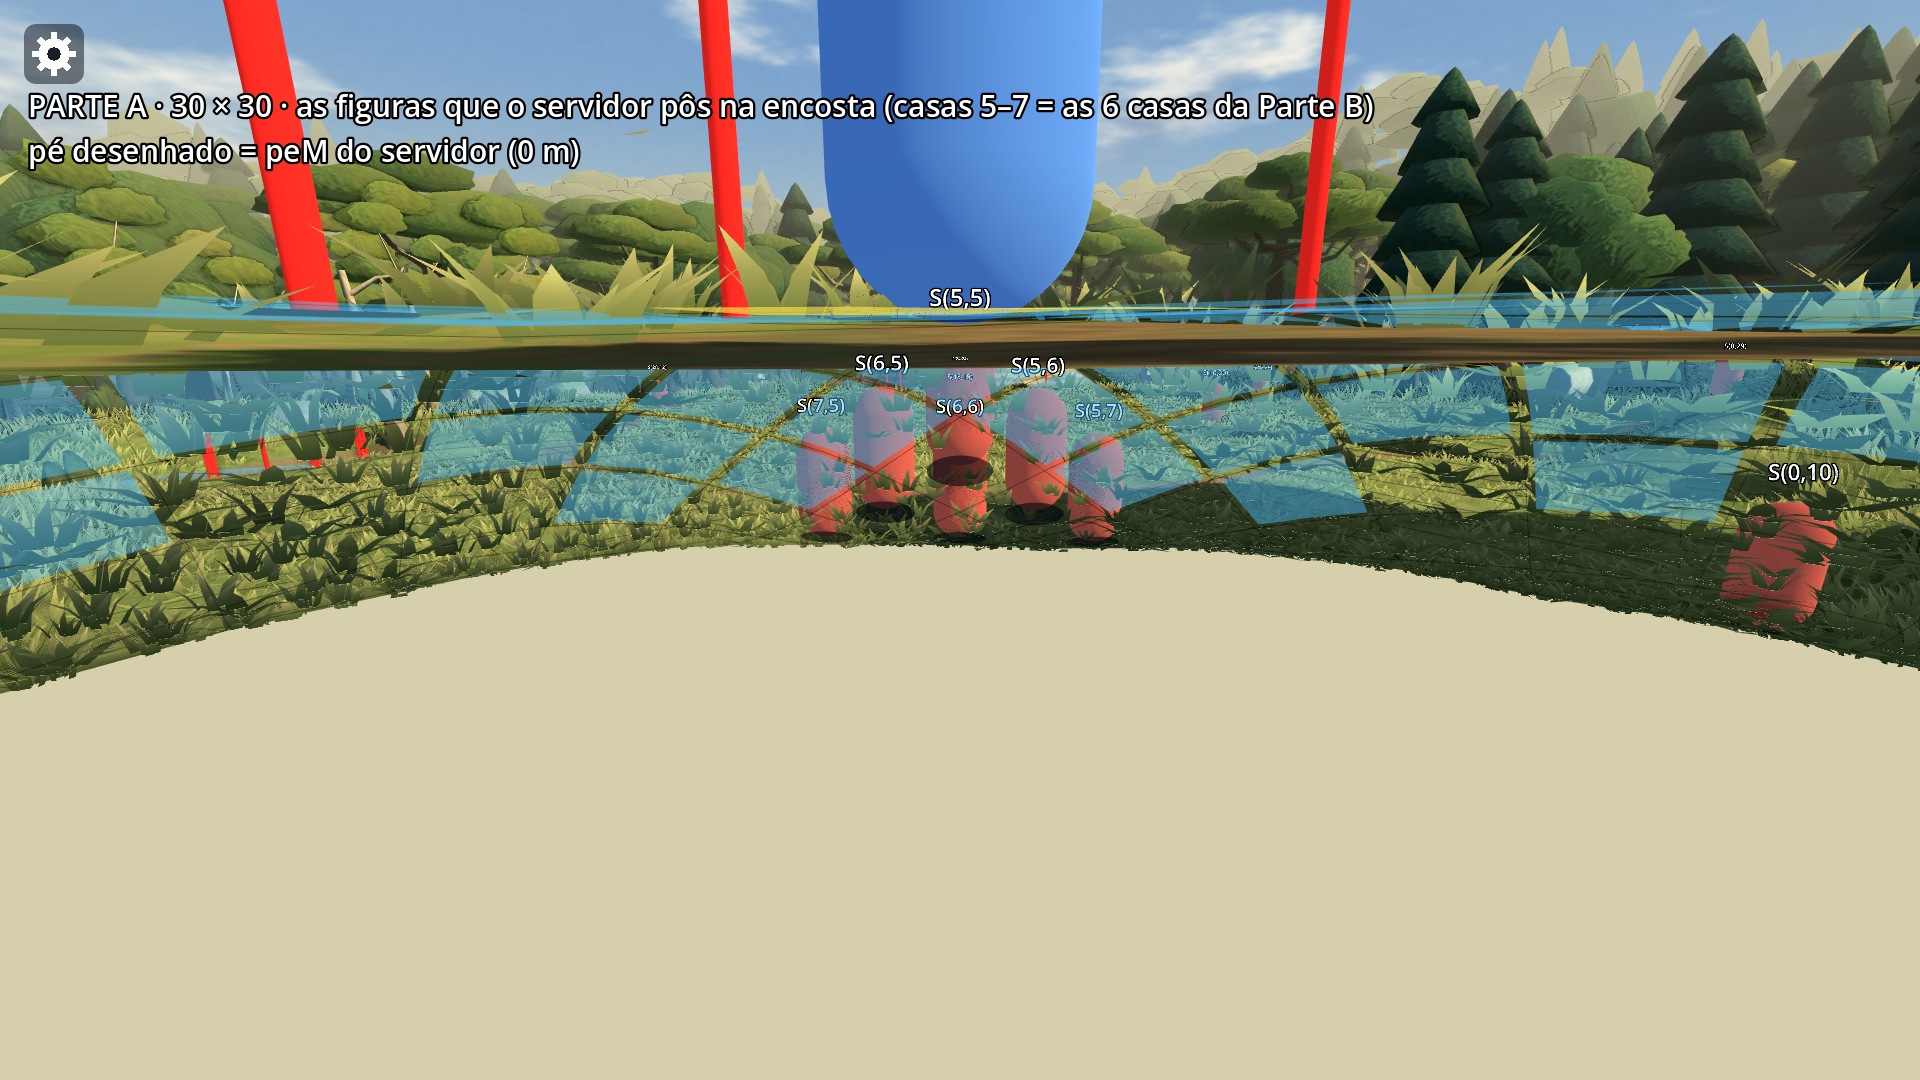 PARTE A · 30 × 30 · as figuras que o servidor pôs na encosta (casas 5–7 = as 6 casas da Parte B)
pé desenhado = peM do servidor (0 m)
S(5,5)
S(6,5)
S(5,6)
S(7,5)
S(6,6)
S(5,7)
S(0,10)